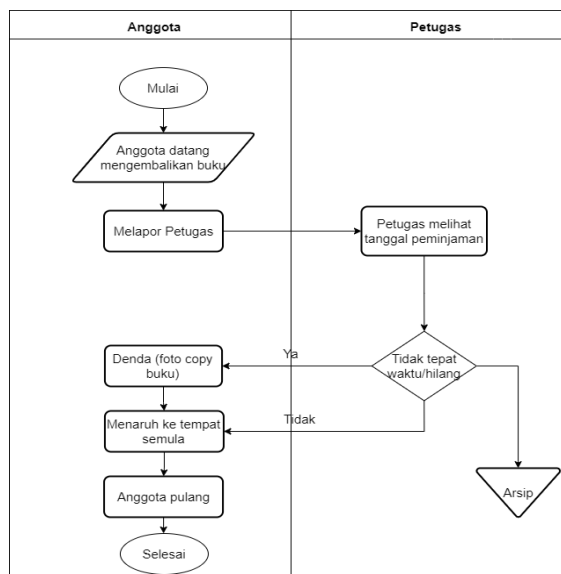 Anggota
Petugas
Mulai
Anggota datang
mengembalikan buku
Melapor Petugas
Petugas melihat
tanggal peminjaman
Tidak tepat
waktu/hilang
Ya
Denda (foto copy
buku)
Tidak
Menaruh ke tempat
semula
Anggota pulang
Arsip
Selesai